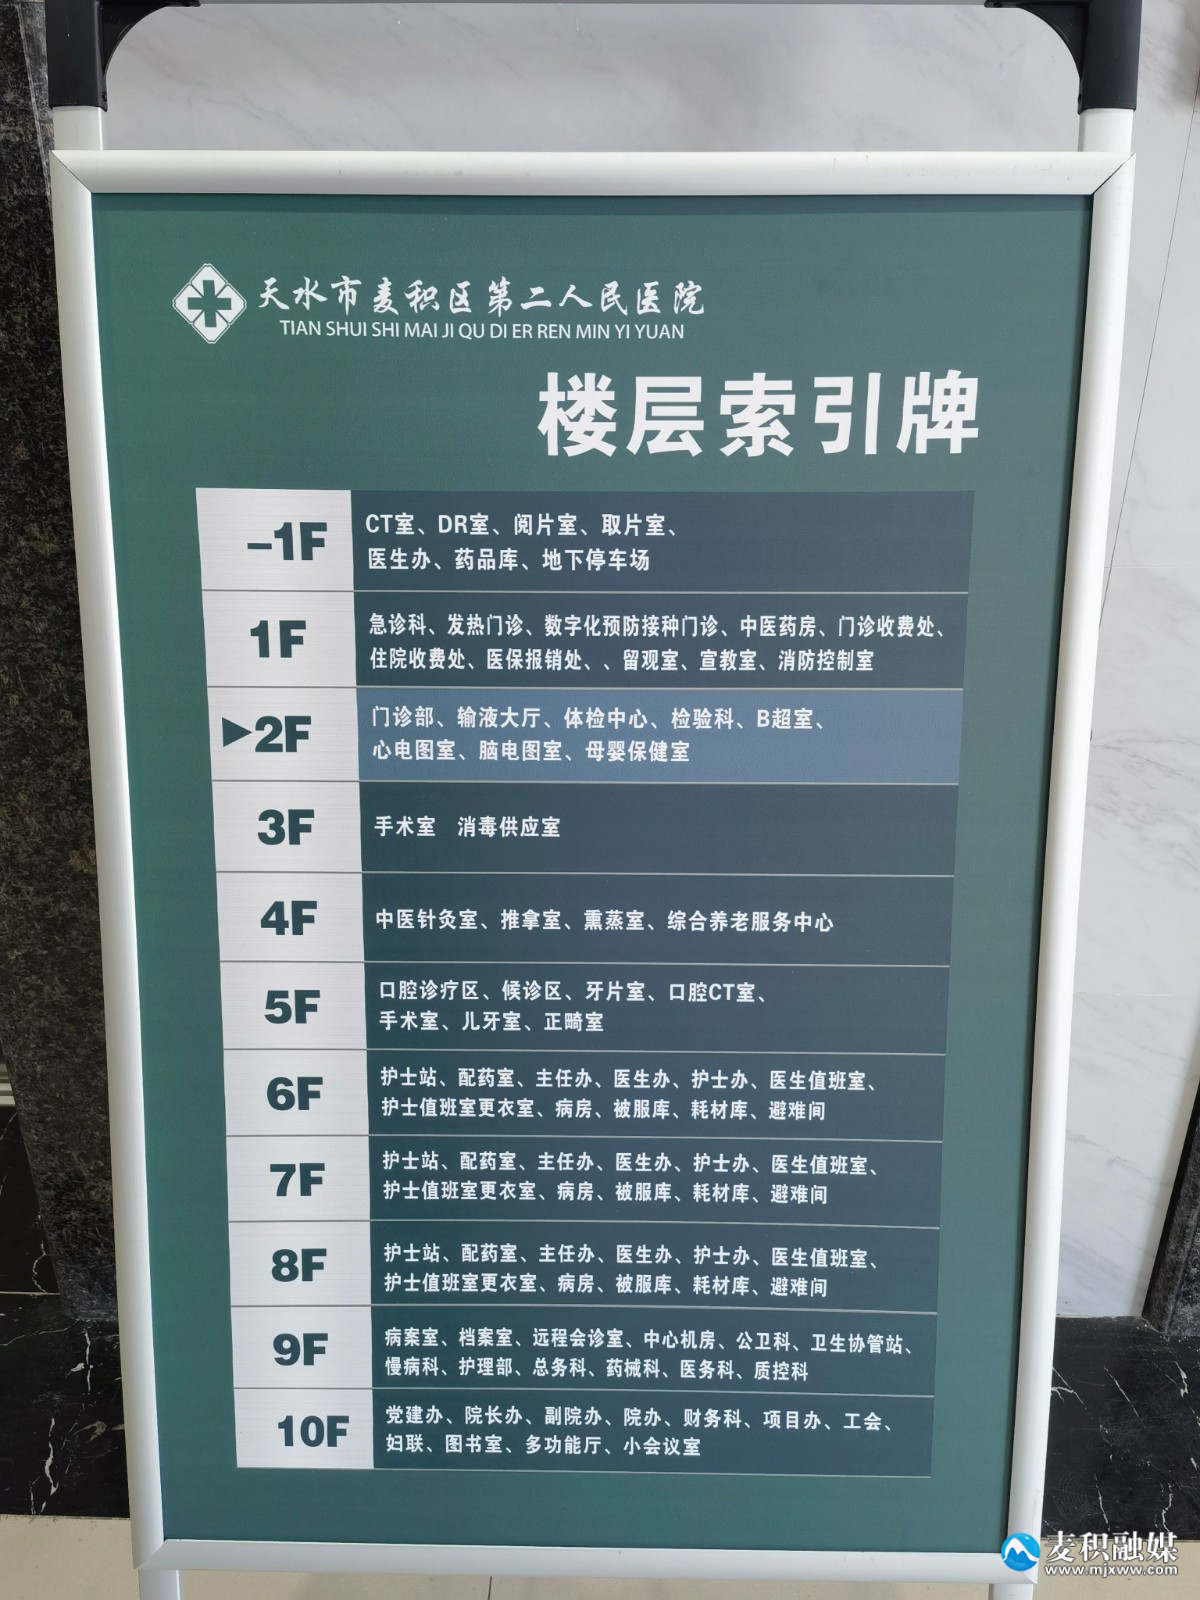 天水市麦积区第二人民医院
TIAN SHUI SHI MAI JI QU DI ER REN MIN YI YUAN
楼层索引牌
-1F
CT室、DR室、阅片室、取片室、
医生办、药品库、地下停车场
1F
急诊科、发热门诊、数字化预防接种门诊、中医药房、门诊收费处、
住院收费处、医保报销处、、留观室、宣教室、消防控制室
▶2F
门诊部、输液大厅、体检中心、检验科、B超室、
心电图室、脑电图室、母婴保健室
3F
手术室 消毒供应室
4F
中医针灸室、推拿室、熏蒸室、综合养老服务中心
5F
口腔诊疗区、候诊区、牙片室、口腔CT室、
手术室、儿牙室、正畸室
6F
护士站、配药室、主任办、医生办、护士办、医生值班室、
护士值班室更衣室、病房、被服库、耗材库、避难间
7F
护士站、配药室、主任办、医生办、护士办、医生值班室、
护士值班室更衣室、病房、被服库、耗材库、避难间
8F
护士站、配药室、主任办、医生办、护士办、医生值班室、
护士值班室更衣室、病房、被服库、耗材库、避难间
9F
病案室、档案室、远程会诊室、中心机房、公卫科、卫生协管站、
慢病科、护理部、总务科、药械科、医务科、质控科
10F
党建办、院长办、副院办、院办、财务科、项目办、工会、
妇联、图书室、多功能厅、小会议室
麦积融媒
www.mjxww.com